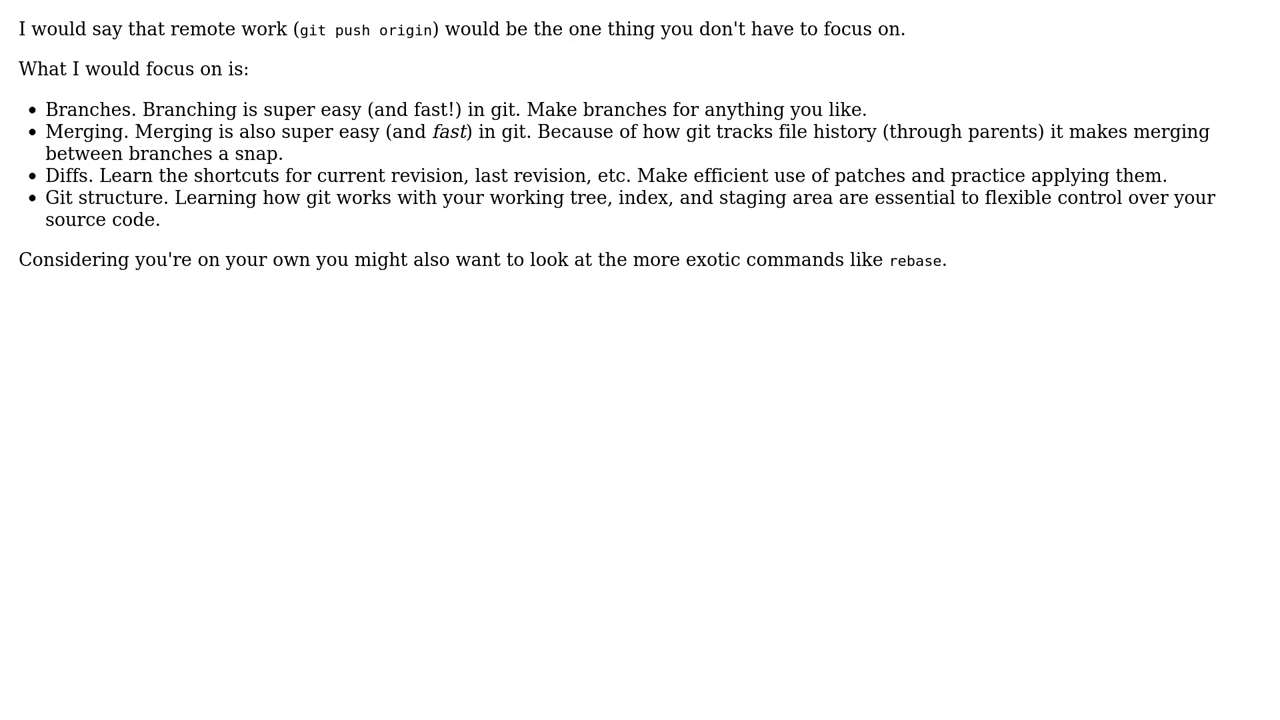 I would say that remote work (git push origin) would be the one thing you don't have to focus on.
What I would focus on is:
• Branches. Branching is super easy (and fast!) in git. Make branches for anything you like.
• Merging. Merging is also super easy (and fast) in git. Because of how git tracks file history (through parents) it makes merging
between branches a snap.
• Diffs. Learn the shortcuts for current revision, last revision, etc. Make efficient use of patches and practice applying them.
• Git structure. Learning how git works with your working tree, index, and staging area are essential to flexible control over your
source code.
Considering you're on your own you might also want to look at the more exotic commands like rebase.